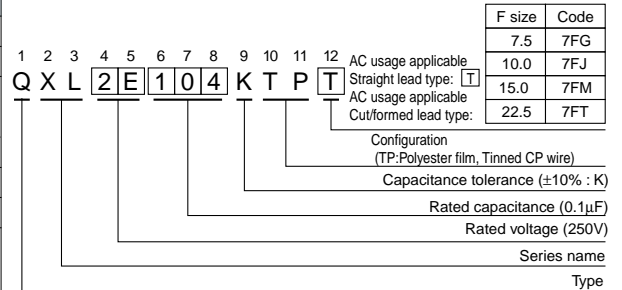 F size Code
7.5 7FG
10.0 7FJ
15.0 7FM
22.5 7FT
1 2 3 4 5 6 7 8 9 10 11 12
Q X L 2 E 1 0 4 K T P T
AC usage applicable
Straight lead type: T
AC usage applicable
Cut/formed lead type:
Configuration
(TP:Polyester film, Tinned CP wire)
Capacitance tolerance (±10% : K)
Rated capacitance (0.1μF)
Rated voltage (250V)
Series name
Type